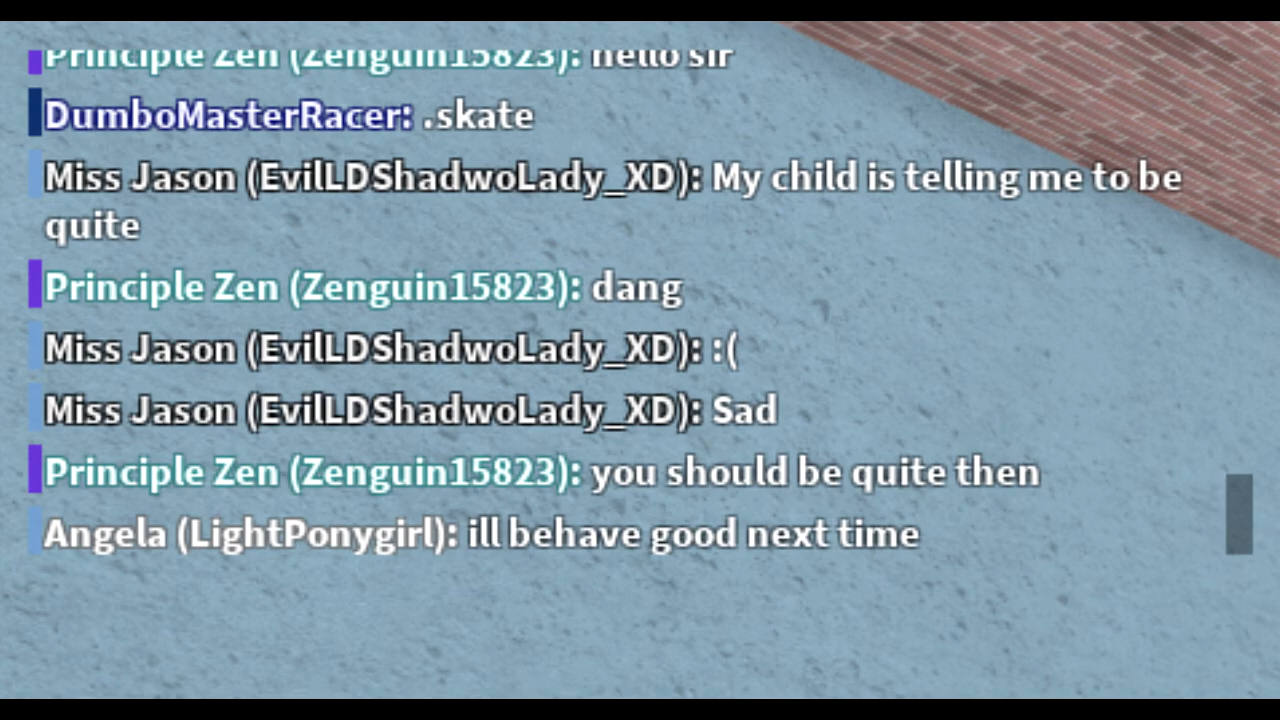 Principle Zen (Zenguin15823): hello sir
DumboMasterRacer: .skate
Miss Jason (EvilLDShadwoLady_XD): My child is telling me to be
quite
Principle Zen (Zenguin15823): dang
Miss Jason (EvilLDShadwoLady_XD): :(
Miss Jason (EvilLDShadwoLady_XD): Sad
Principle Zen (Zenguin15823): you should be quite then
Angela (LightPonygirl): ill behave good next time